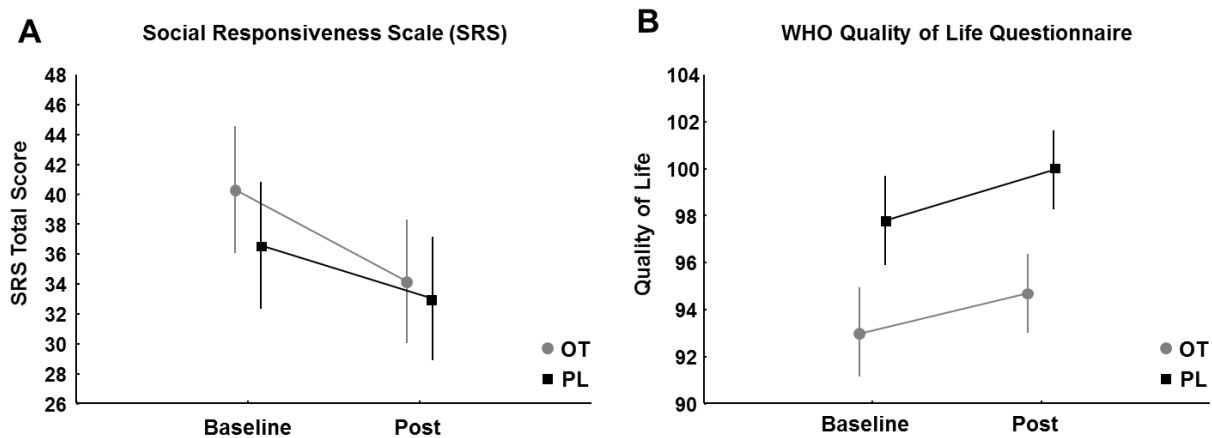 A
Social Responsiveness Scale (SRS)
SRS Total Score
48
46
44
42
40
38
36
34
32
30
28
26
Baseline
Post
OT
PL
B
WHO Quality of Life Questionnaire
Quality of Life
104
102
100
98
96
94
92
90
Baseline
Post
OT
PL